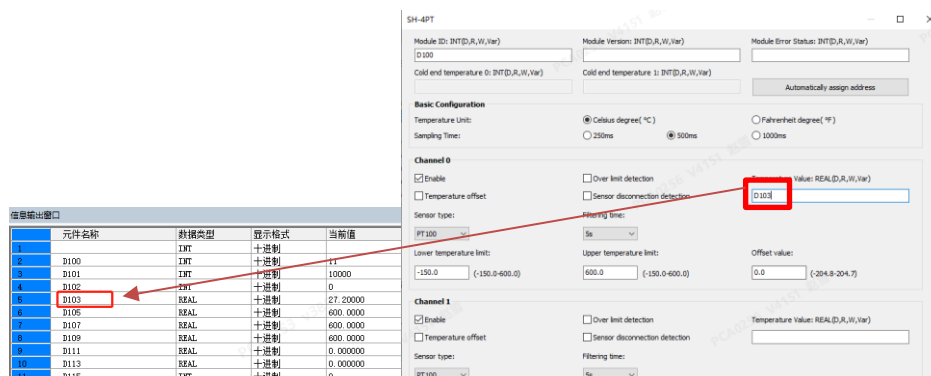 SH-4PT
Module ID: INT(D,R,W,Var)
Module Version: INT(D,R,W,Var)
Module Error Status: INT(D,R,W,Var)
D100
Cold end temperature 0: INT(D,R,W,Var)
Cold end temperature 1: INT(D,R,W,Var)
Automatically assign address
Basic Configuration
Temperature Unit:
Celsius degree( °C )
Fahrenheit degree( °F )
Sampling Time:
250ms
500ms
1000ms
Channel 0
Enable
Over limit detection
Temperature Value: REAL(D,R,W,Var)
Temperature offset
Sensor disconnection detection
D103
Sensor type:
Filtering time:
PT100
5s
Lower temperature limit:
Upper temperature limit:
Offset value:
-150.0
(-150.0-600.0)
600.0
(-150.0-600.0)
0.0
(-204.8-204.7)
Channel 1
Enable
Over limit detection
Temperature Value: REAL(D,R,W,Var)
Temperature offset
Sensor disconnection detection
Sensor type:
Filtering time:
PT100
5s
信息输出窗口
元件名称 数据类型 显示格式 当前值
1 INT 十进制
2 D100 INT 十进制 11
3 D101 INT 十进制 10000
4 D102 INT 十进制 0
5 D103 REAL 十进制 27.20000
6 D105 REAL 十进制 600.0000
7 D107 REAL 十进制 600.0000
8 D109 REAL 十进制 600.0000
9 D111 REAL 十进制 0.000000
10 D113 REAL 十进制 0.000000
11 D115 INT 十进制 0